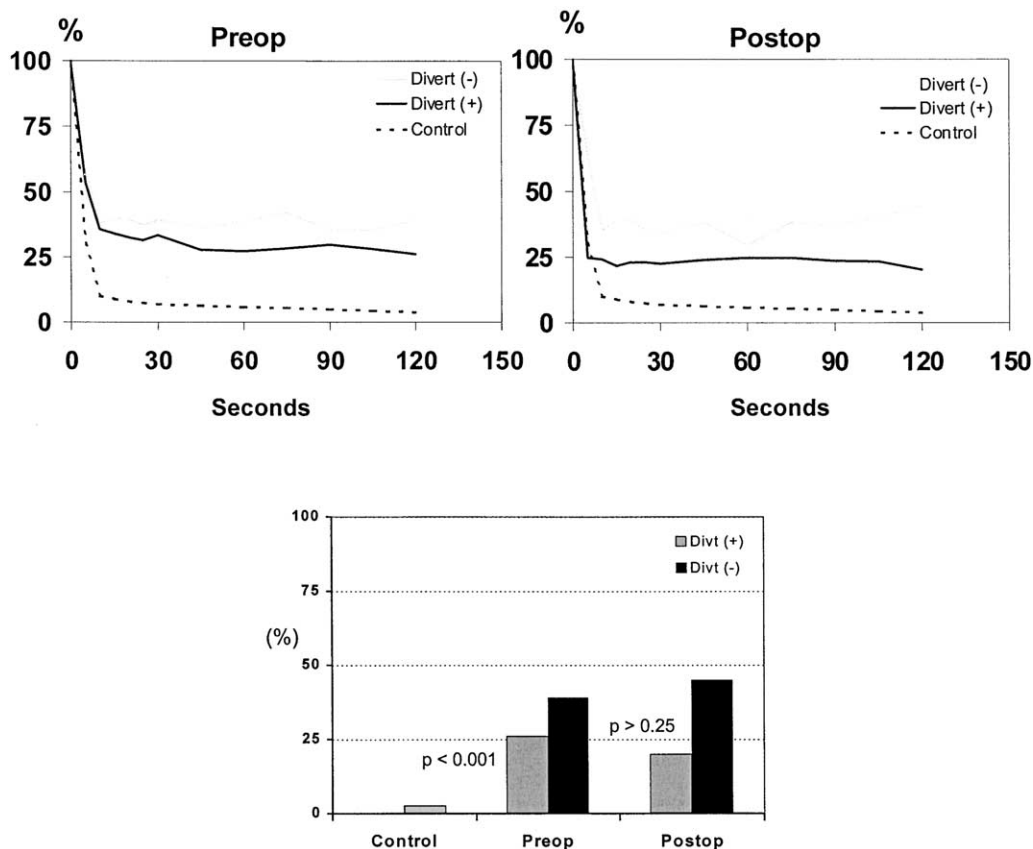 %
Preop
100
75
50
25
0
0 30 60 90 120 150
Seconds
Divert (-)
Divert (+)
Control
%
Postop
100
75
50
25
0
0 30 60 90 120 150
Seconds
Divert (-)
Divert (+)
Control
100
75
50
25
0
(%)
Divt (+)
Divt (-)
p < 0.001
p > 0.25
Control Preop Postop